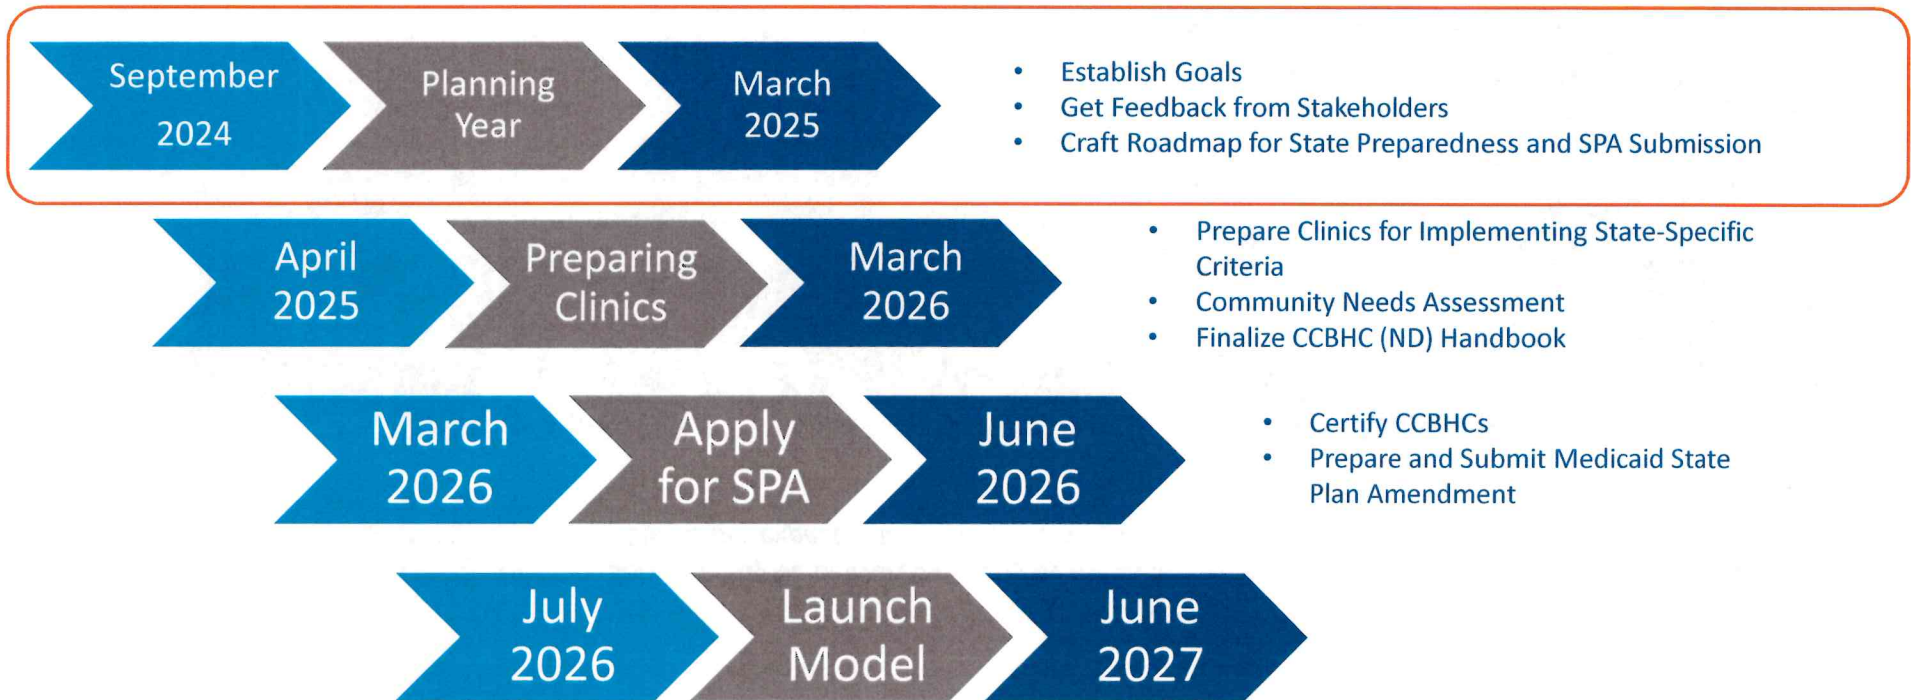 September
2024
Planning
Year
March
2025
• Establish Goals
• Get Feedback from Stakeholders
• Craft Roadmap for State Preparedness and SPA Submission
April
2025
Preparing
Clinics
March
2026
• Prepare Clinics for Implementing State-Specific
Criteria
• Community Needs Assessment
• Finalize CCBHC (ND) Handbook
March
2026
Apply
for SPA
June
2026
• Certify CCBHCs
• Prepare and Submit Medicaid State
Plan Amendment
July
2026
Launch
Model
June
2027